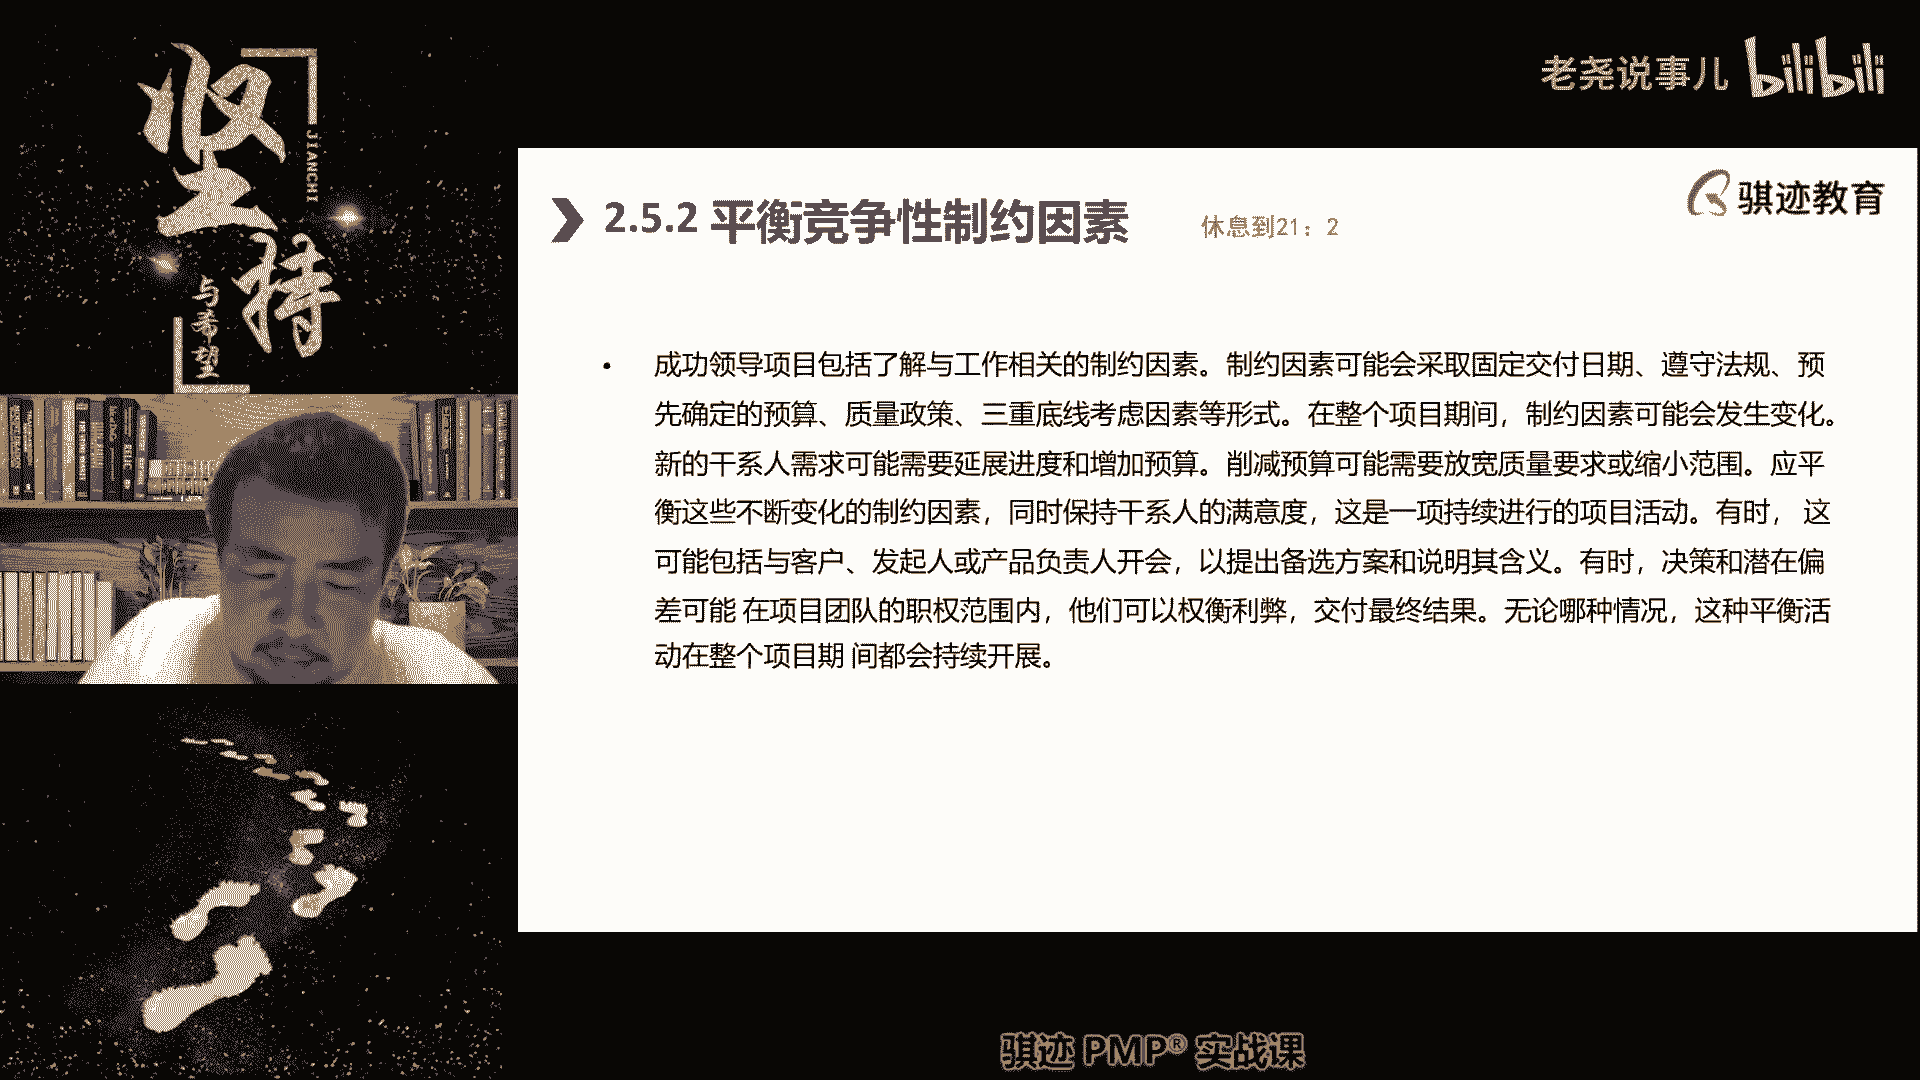 坚持
JIANCHI
与希望
老尧说事儿 bilibili
骐迹教育
2.5.2 平衡竞争性制约因素
休息到21：2
• 成功领导项目包括了解与工作相关的制约因素。制约因素可能会采取固定交付日期、遵守法规、预
先确定的预算、质量政策、三重底线考虑因素等形式。在整个项目期间，制约因素可能会发生变化。
新的干系人需求可能需要延展进度和增加预算。削减预算可能需要放宽质量要求或缩小范围。应平
衡这些不断变化的制约因素，同时保持干系人的满意度，这是一项持续进行的项目活动。有时， 这
可能包括与客户、发起人或产品负责人开会，以提出备选方案和说明其含义。有时，决策和潜在偏
差可能 在项目团队的职权范围内，他们可以权衡利弊，交付最终结果。无论哪种情况，这种平衡活
动在整个项目期 间都会持续开展。
骐迹 PMP® 实战课